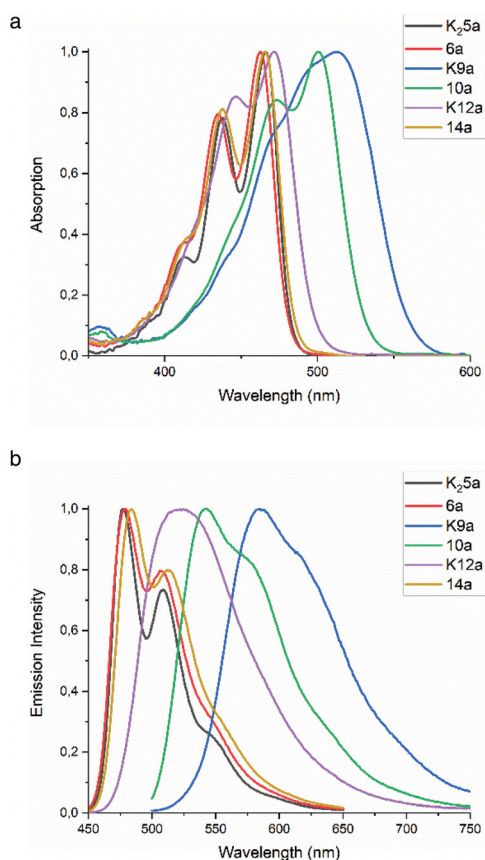 a
K₂5a
6a
K9a
10a
K12a
14a
1,0
0,8
0,6
0,4
0,2
0,0
Absorption
400 500 600
Wavelength (nm)
b
K₂5a
6a
K9a
10a
K12a
14a
1,0
0,8
0,6
0,4
0,2
0,0
Emission Intensity
450 500 550 600 650 700 750
Wavelength (nm)